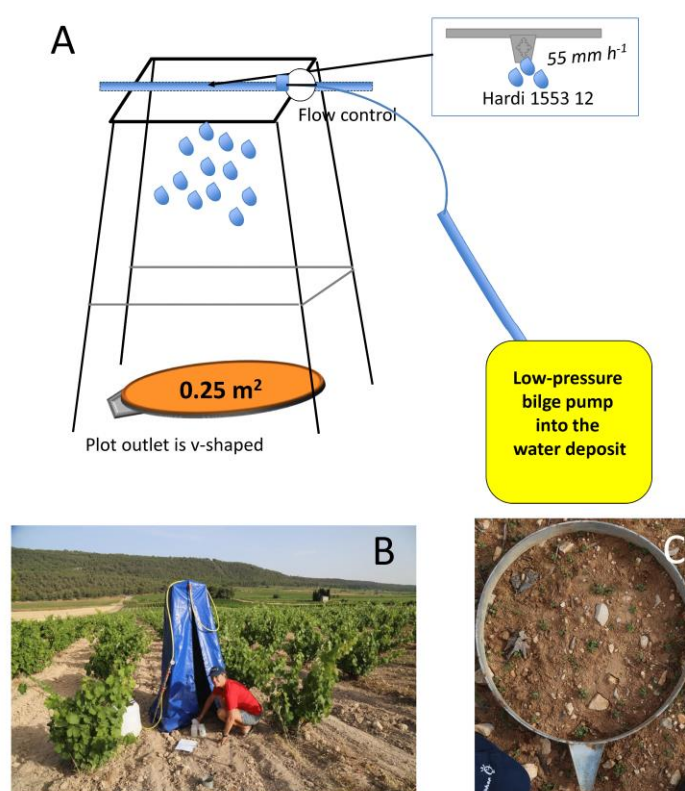 A
55 mm h⁻¹
Hardi 1553 12
Flow control
0.25 m²
Plot outlet is v-shaped
Low-pressure
bilge pump
into the
water deposit
B
C